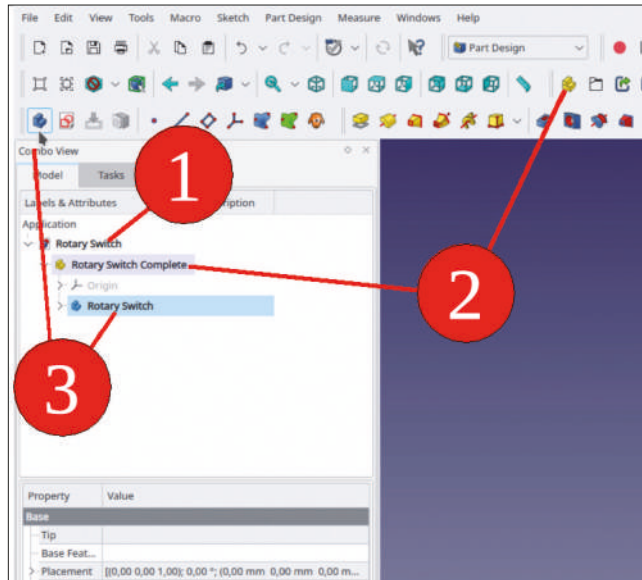 File Edit View Tools Macro Sketch Part Design Measure Windows Help
Part Design
Combo View
Model Tasks
Labels & Attributes
Application
Rotary Switch
Rotary Switch Complete
Origin
Rotary Switch
1
2
3
Property Value
Base
Tip
Base Feat...
Placement [(0,00 0,00 1,00); 0,00 °; (0,00 mm 0,00 mm 0,00 m...